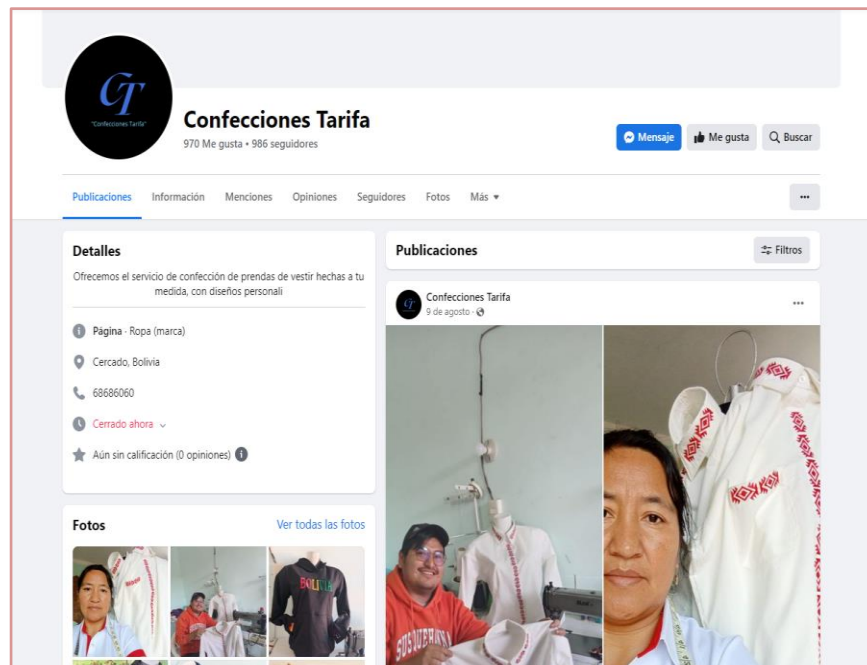 CT
"Confecciones Tarifa"
Confecciones Tarifa
970 Me gusta • 986 seguidores
Mensaje
Me gusta
Buscar
Publicaciones
Información
Menciones
Opiniones
Seguidores
Fotos
Más
Detalles
Ofrecemos el servicio de confección de prendas de vestir hechas a tu
medida, con diseños personali
Página · Ropa (marca)
Cercado, Bolivia
68686060
Cerrado ahora
Aún sin calificación (0 opiniones)
Fotos
Ver todas las fotos
BOLIVIA
Publicaciones
Filtros
CT
Confecciones Tarifa
9 de agosto
SUSQUEHANNA